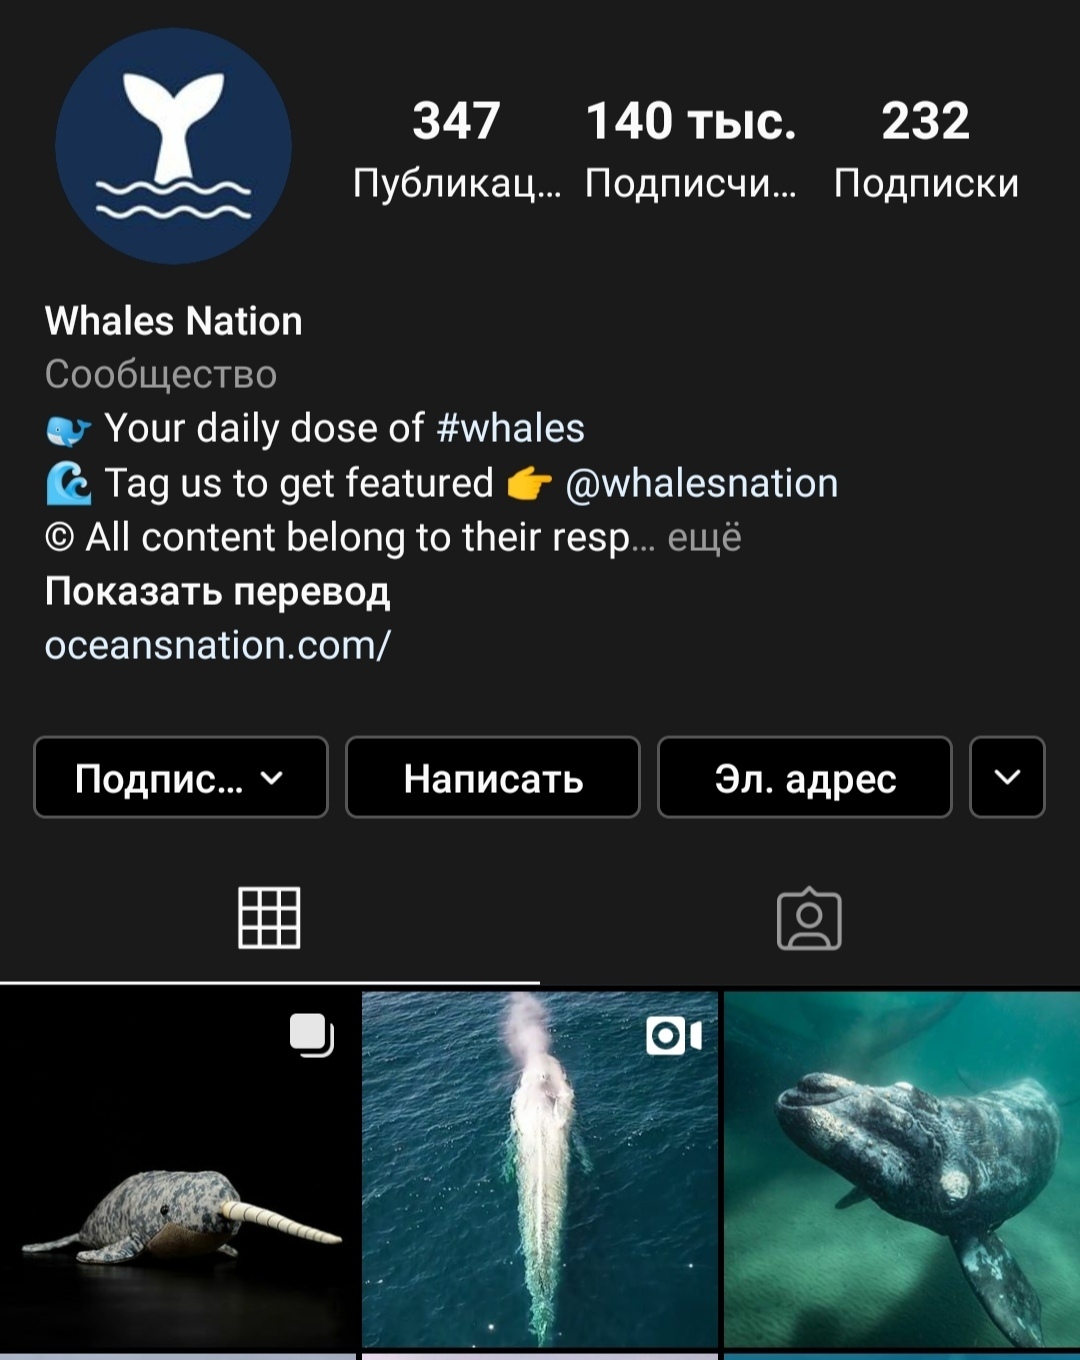 347 140 тыс. 232
Публикац... Подписчи... Подписки
Whales Nation
Сообщество
🐳 Your daily dose of #whales
🌊 Tag us to get featured 👉 @whalesnation
© All content belong to their resp... ещё
Показать перевод
oceansnation.com/
Подпис... Написать Эл. адрес